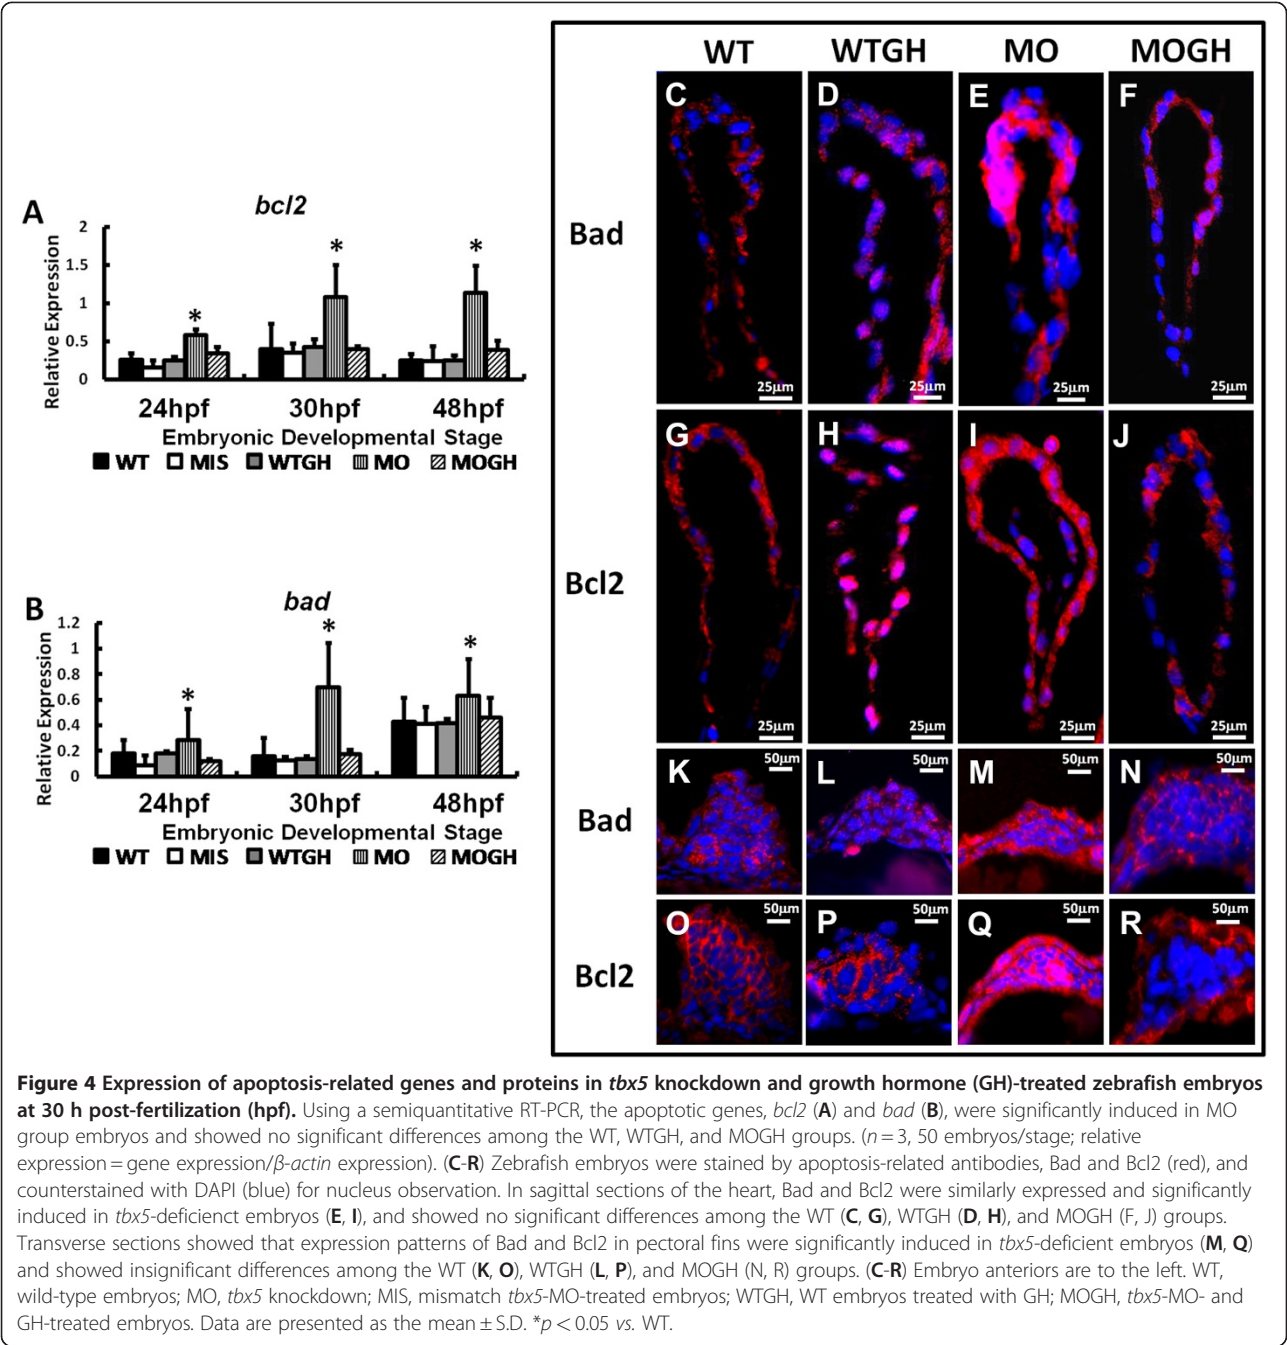 A
bcl2
Relative Expression
2
1.5
1
0.5
0
*
*
*
24hpf 30hpf 48hpf
Embryonic Developmental Stage
WT MIS WTGH MO MOGH
B
bad
Relative Expression
1.2
1
0.8
0.6
0.4
0.2
0
*
*
*
24hpf 30hpf 48hpf
Embryonic Developmental Stage
WT MIS WTGH MO MOGH
WT WTGH MO MOGH
Bad
C D E F
25μm 25μm 25μm 25μm
Bcl2
G H I J
25μm 25μm 25μm 25μm
Bad
K L M N
50μm 50μm 50μm 50μm
Bcl2
O P Q R
50μm 50μm 50μm 50μm
Figure 4 Expression of apoptosis-related genes and proteins in tbx5 knockdown and growth hormone (GH)-treated zebrafish embryos
at 30 h post-fertilization (hpf). Using a semiquantitative RT-PCR, the apoptotic genes, bcl2 (A) and bad (B), were significantly induced in MO
group embryos and showed no significant differences among the WT, WTGH, and MOGH groups. (n = 3, 50 embryos/stage; relative
expression = gene expression/β-actin expression). (C-R) Zebrafish embryos were stained by apoptosis-related antibodies, Bad and Bcl2 (red), and
counterstained with DAPI (blue) for nucleus observation. In sagittal sections of the heart, Bad and Bcl2 were similarly expressed and significantly
induced in tbx5-deficienct embryos (E, I), and showed no significant differences among the WT (C, G), WTGH (D, H), and MOGH (F, J) groups.
Transverse sections showed that expression patterns of Bad and Bcl2 in pectoral fins were significantly induced in tbx5-deficient embryos (M, Q)
and showed insignificant differences among the WT (K, O), WTGH (L, P), and MOGH (N, R) groups. (C-R) Embryo anteriors are to the left. WT,
wild-type embryos; MO, tbx5 knockdown; MIS, mismatch tbx5-MO-treated embryos; WTGH, WT embryos treated with GH; MOGH, tbx5-MO- and
GH-treated embryos. Data are presented as the mean ± S.D. *p < 0.05 vs. WT.